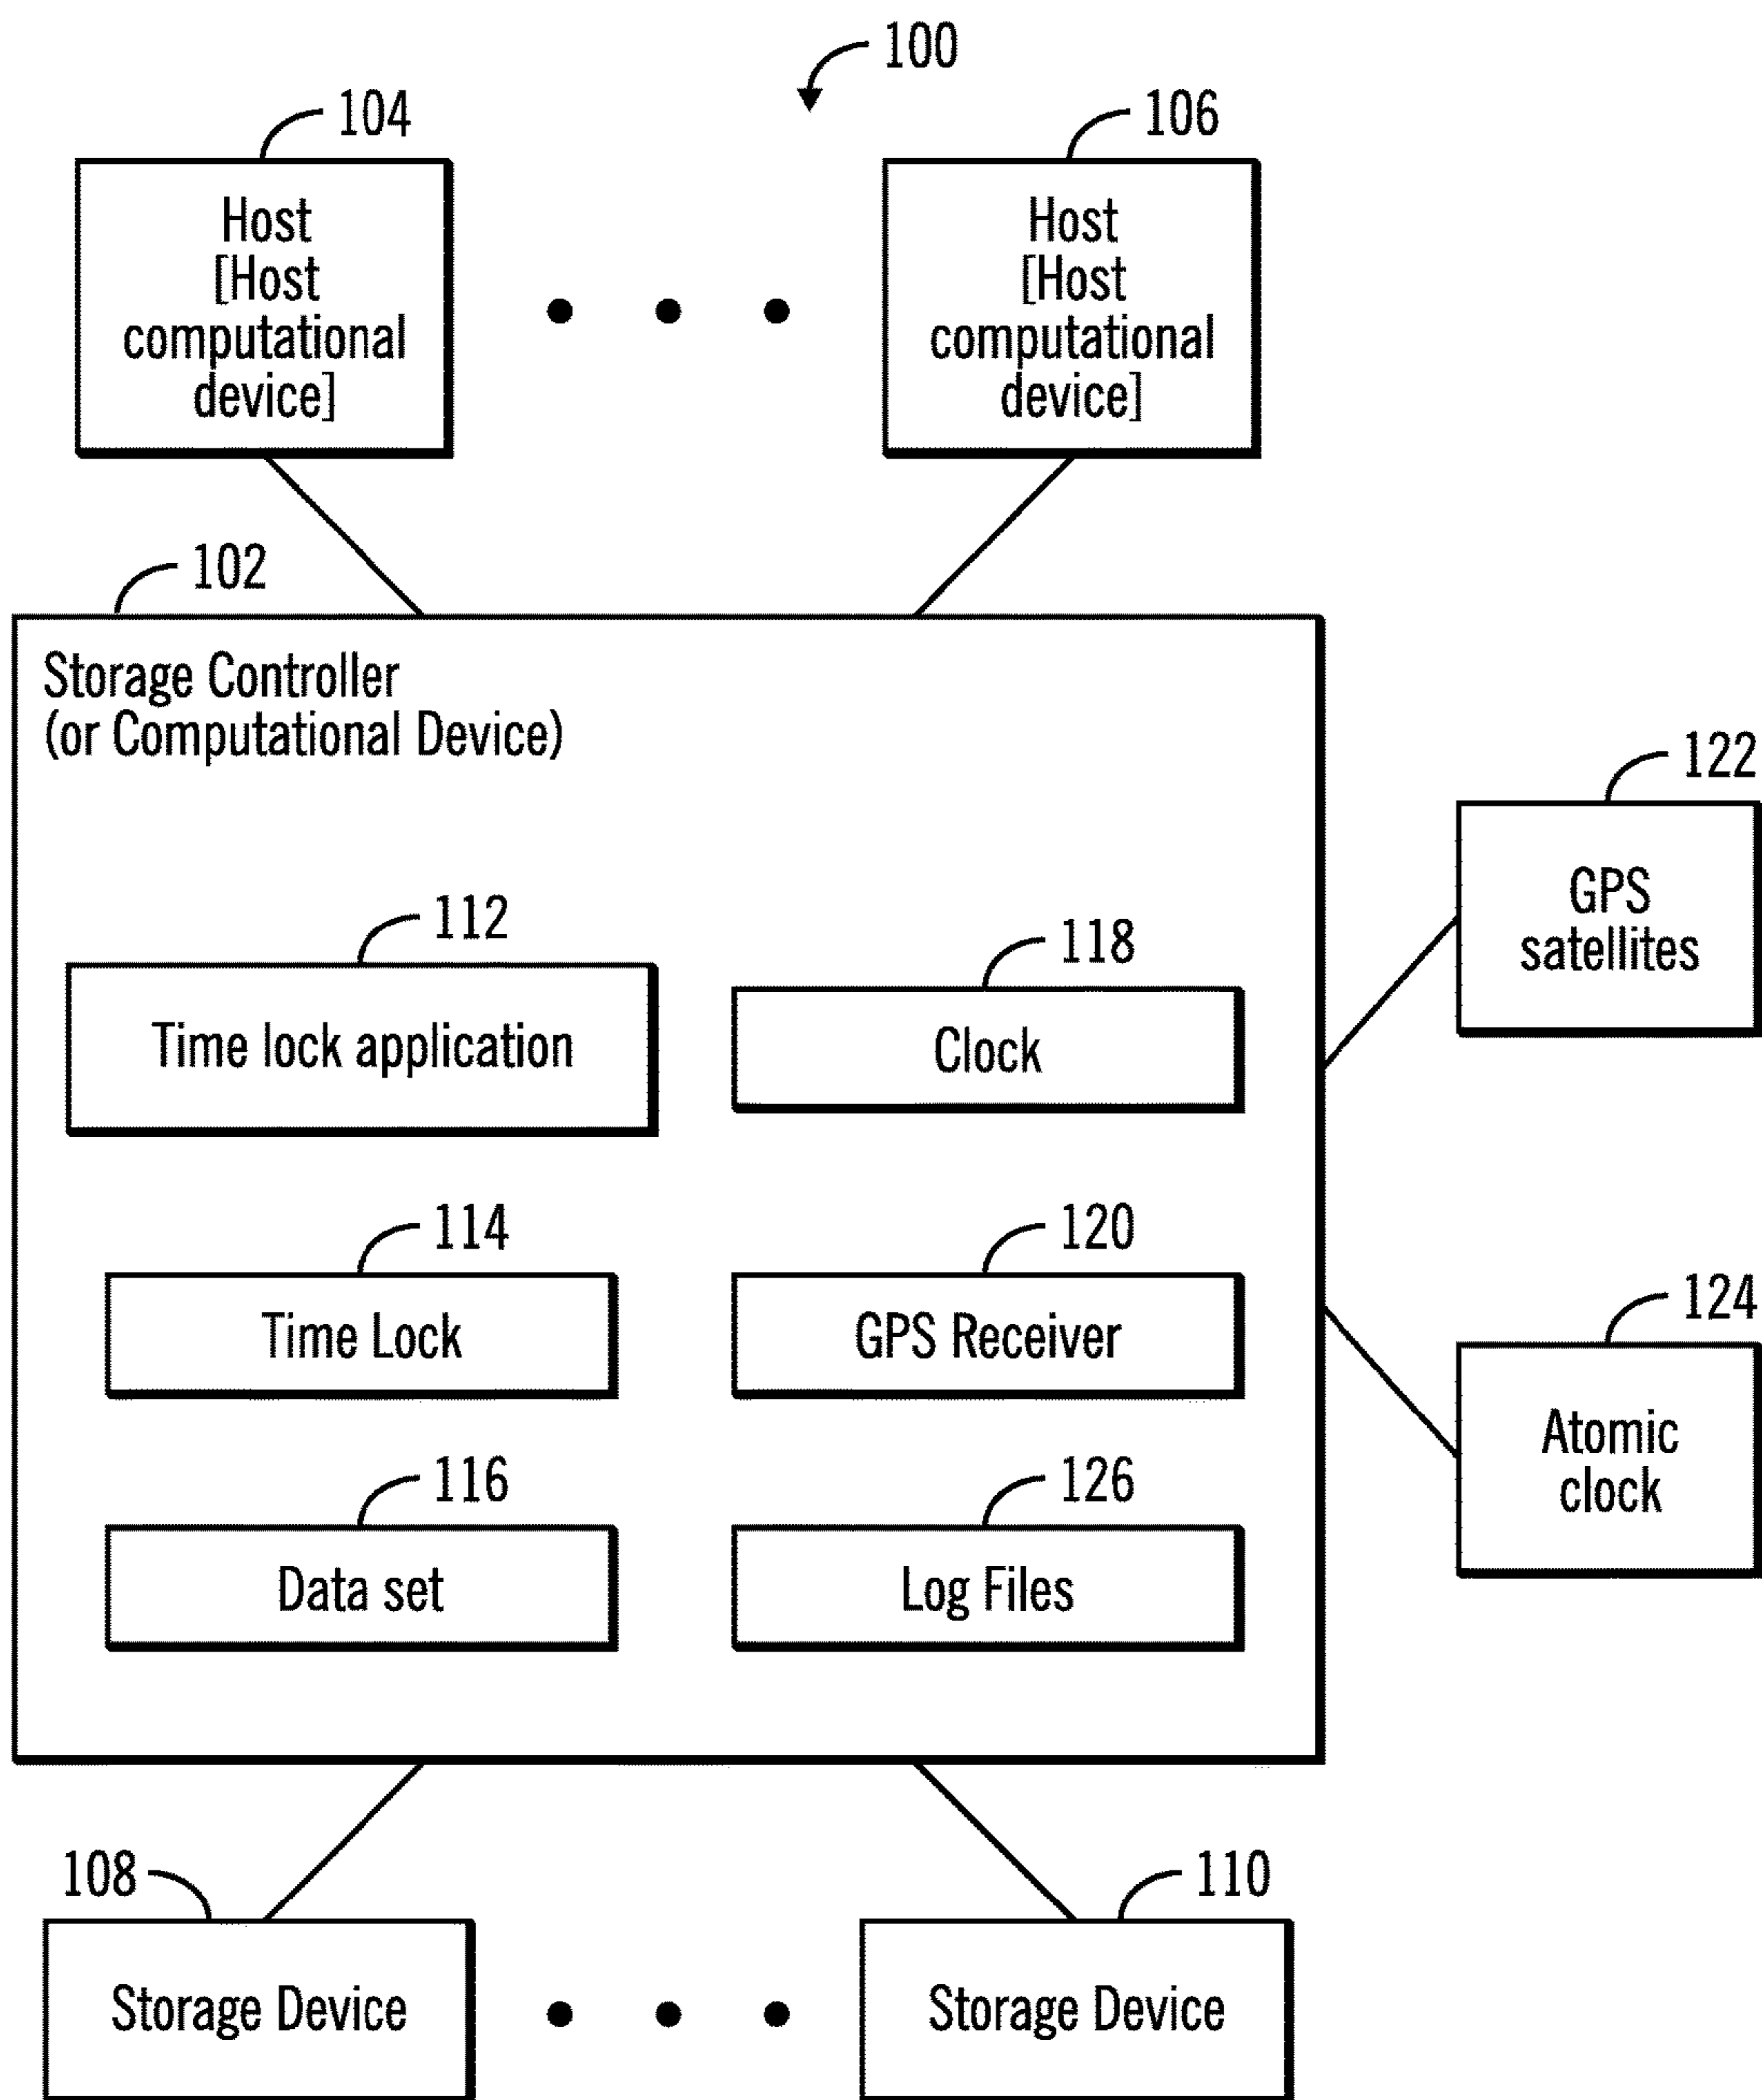 100
104
106
Host
[Host
computational
device]
Host
[Host
computational
device]
102
Storage Controller
(or Computational Device)
122
GPS
satellites
112
Time lock application
118
Clock
114
Time Lock
120
GPS Receiver
124
Atomic
clock
116
Data set
126
Log Files
108
Storage Device
110
Storage Device